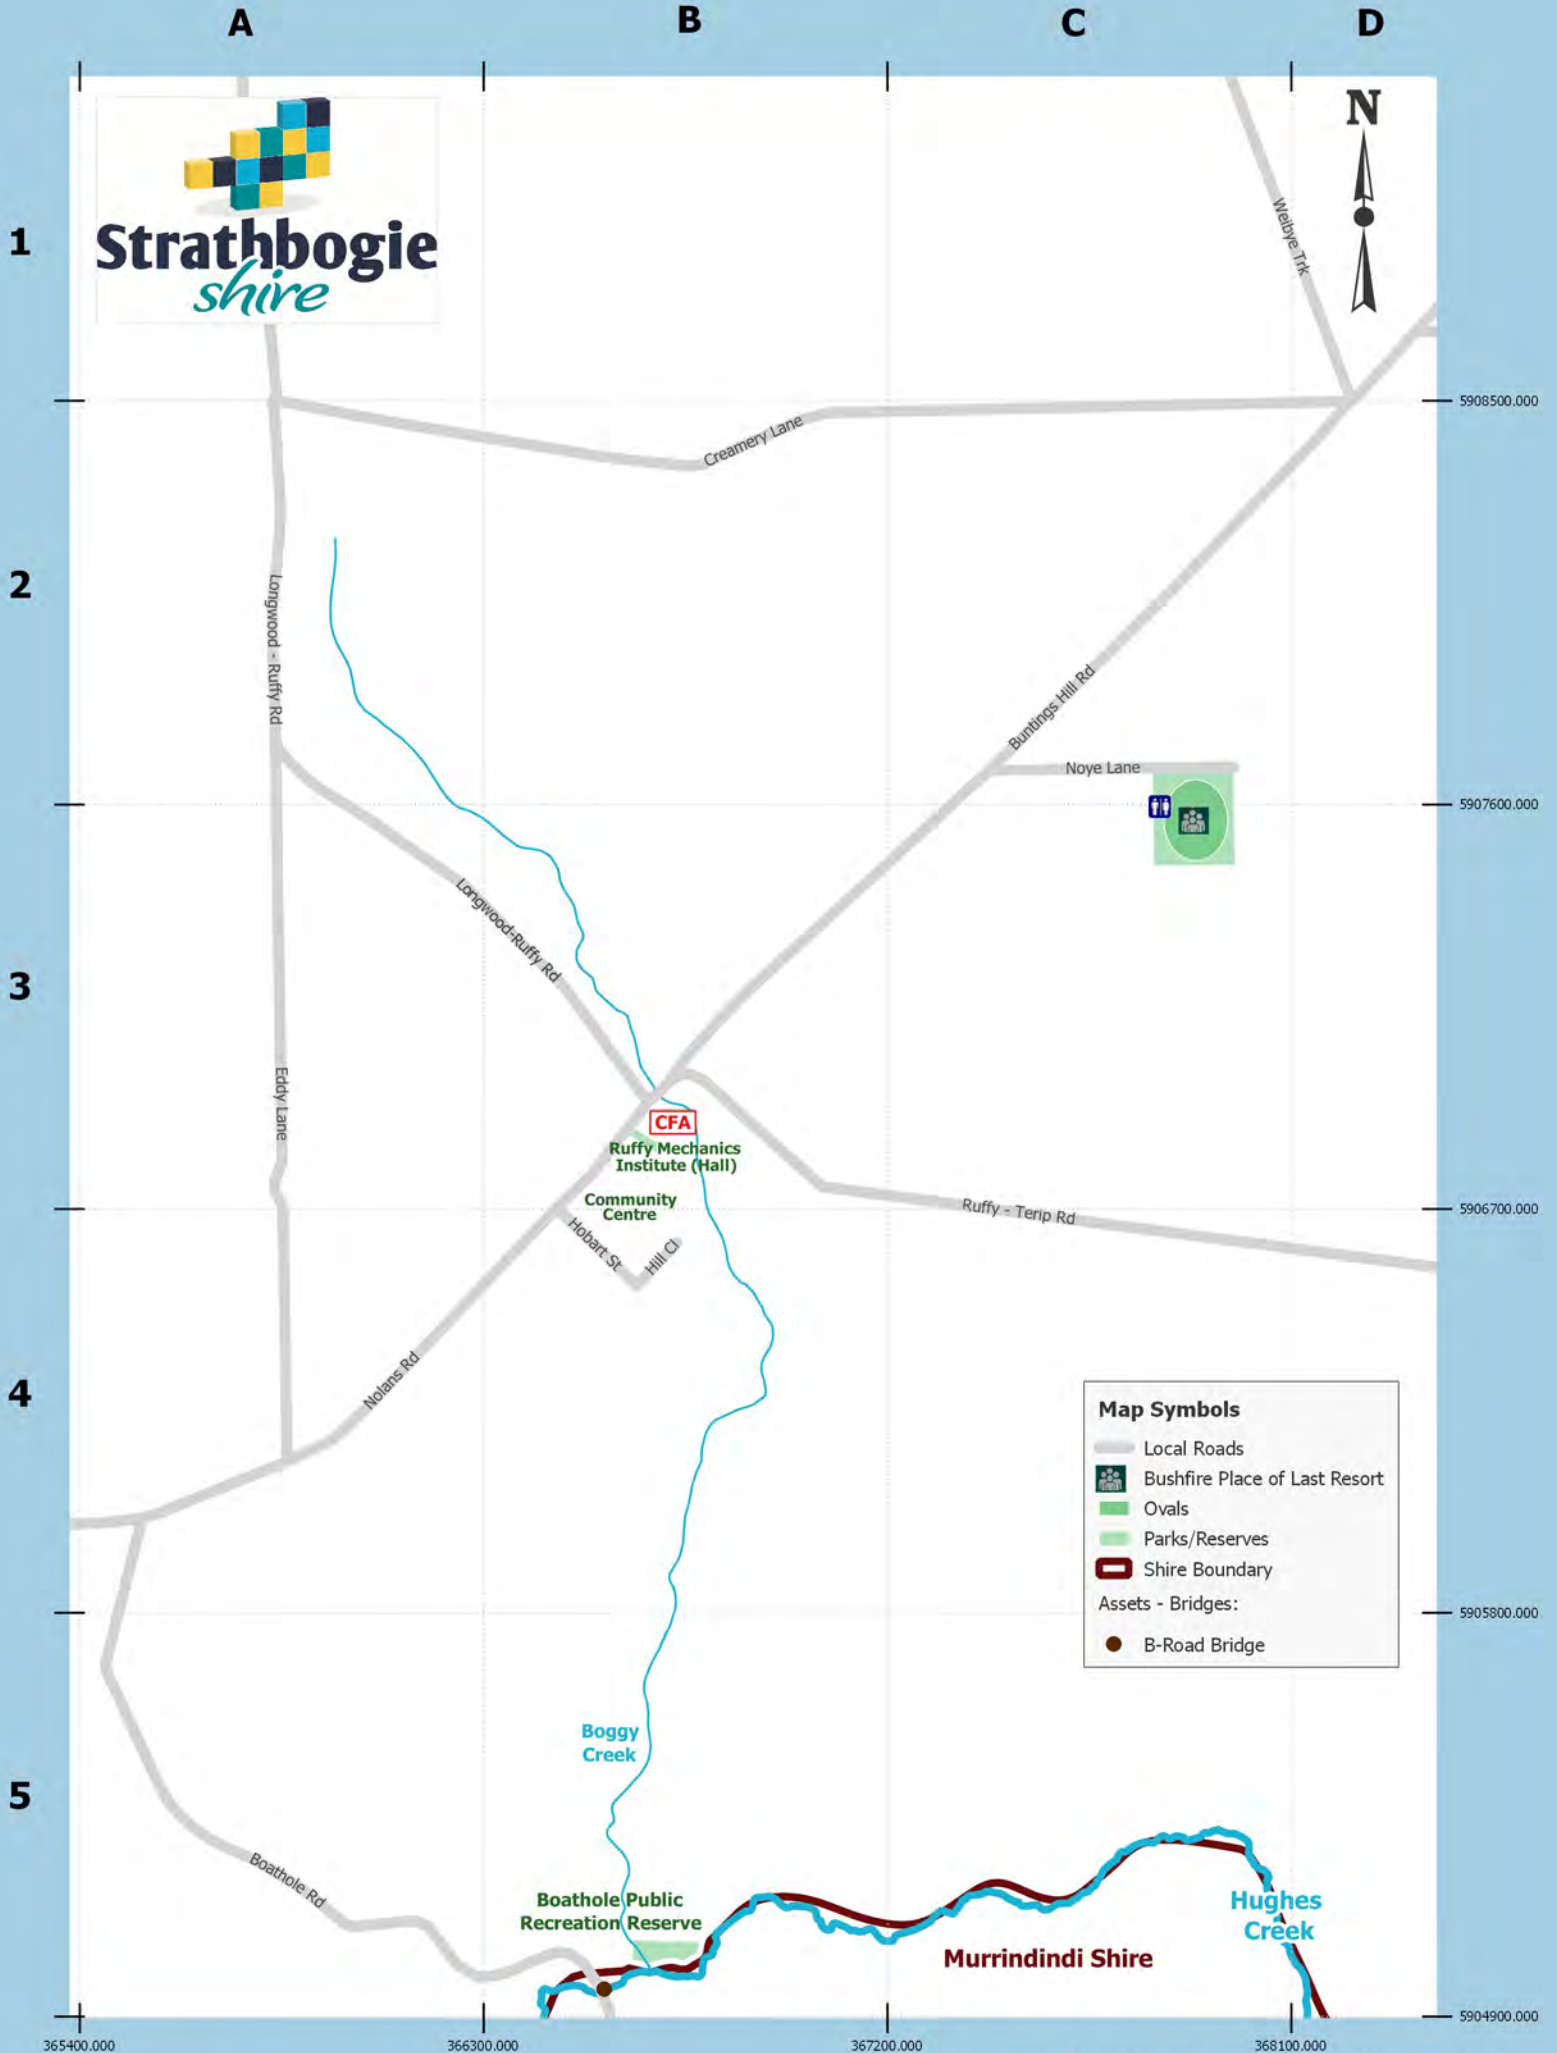 A
B
C
D
N
1
Strathbogie
shire
Weibye Trk
5908500.000
Creamery Lane
2
Longwood - Ruffy Rd
Buntings Hill Rd
Noye Lane
5907600.000
Longwood-Ruffy Rd
3
Eddy Lane
CFA
Ruffy Mechanics
Institute (Hall)
Community
Centre
Ruffy - Terip Rd
5906700.000
Hobart St
Hill Cl
Nolans Rd
4
Map Symbols
Local Roads
Bushfire Place of Last Resort
Ovals
Parks/Reserves
Shire Boundary
Assets - Bridges:
B-Road Bridge
5905800.000
Boggy
Creek
5
Boathole Rd
Boathole Public
Recreation Reserve
Hughes
Creek
Murrindindi Shire
5904900.000
365400.000
366300.000
367200.000
368100.000